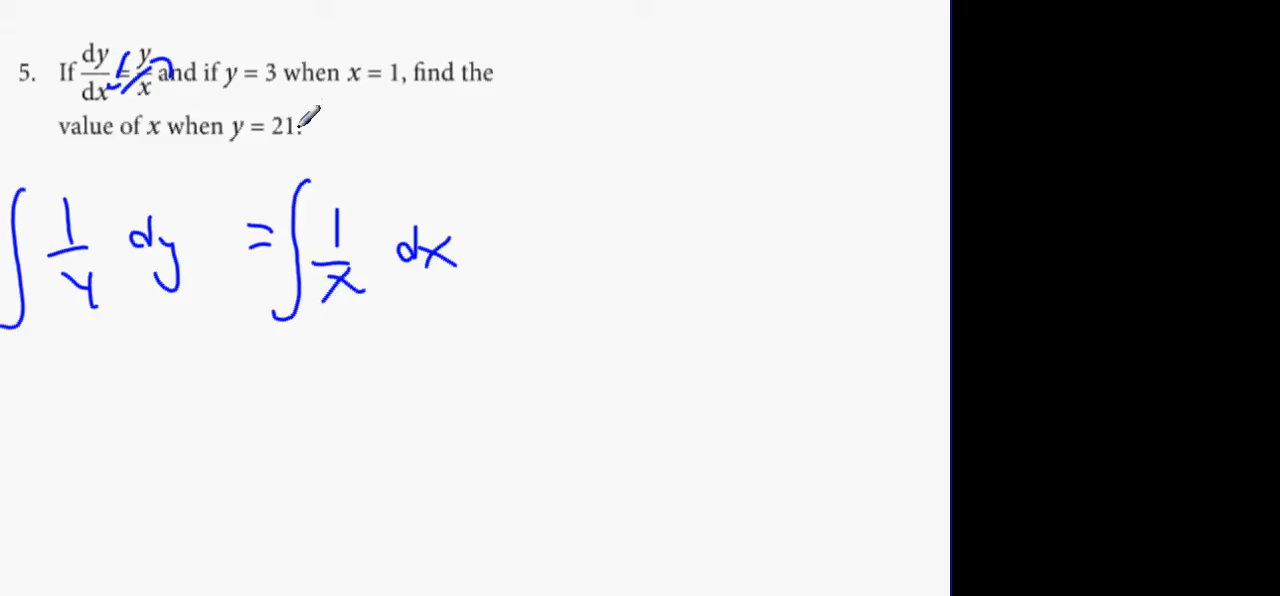 5. If dy/dx = y/x and if y = 3 when x = 1, find the
value of x when y = 21.
∫ 1/y dy = ∫ 1/x dx